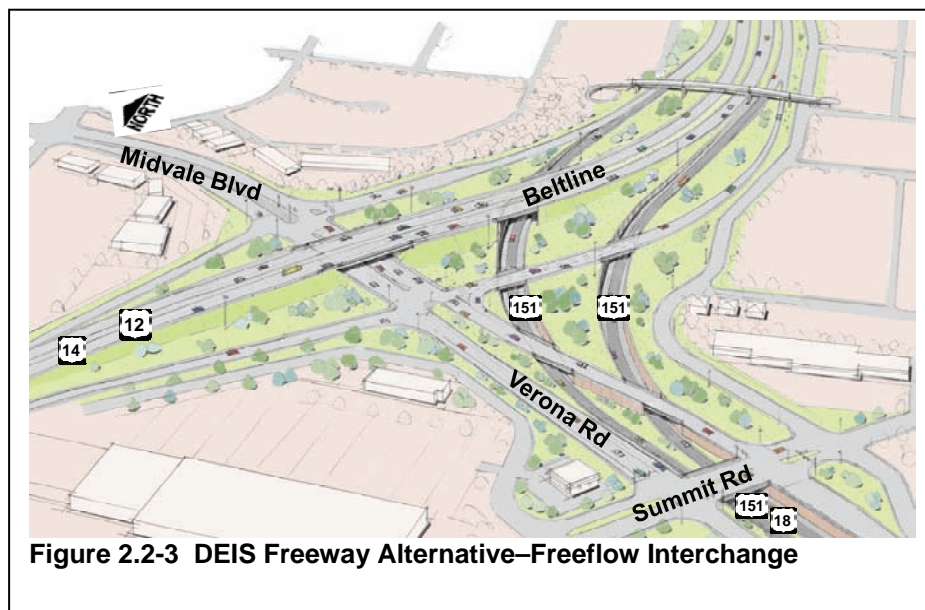 NORTH
Midvale Blvd
Beltline
12
14
151
151
Verona Rd
Summit Rd
151
18
Figure 2.2-3 DEIS Freeway Alternative–Freeflow Interchange